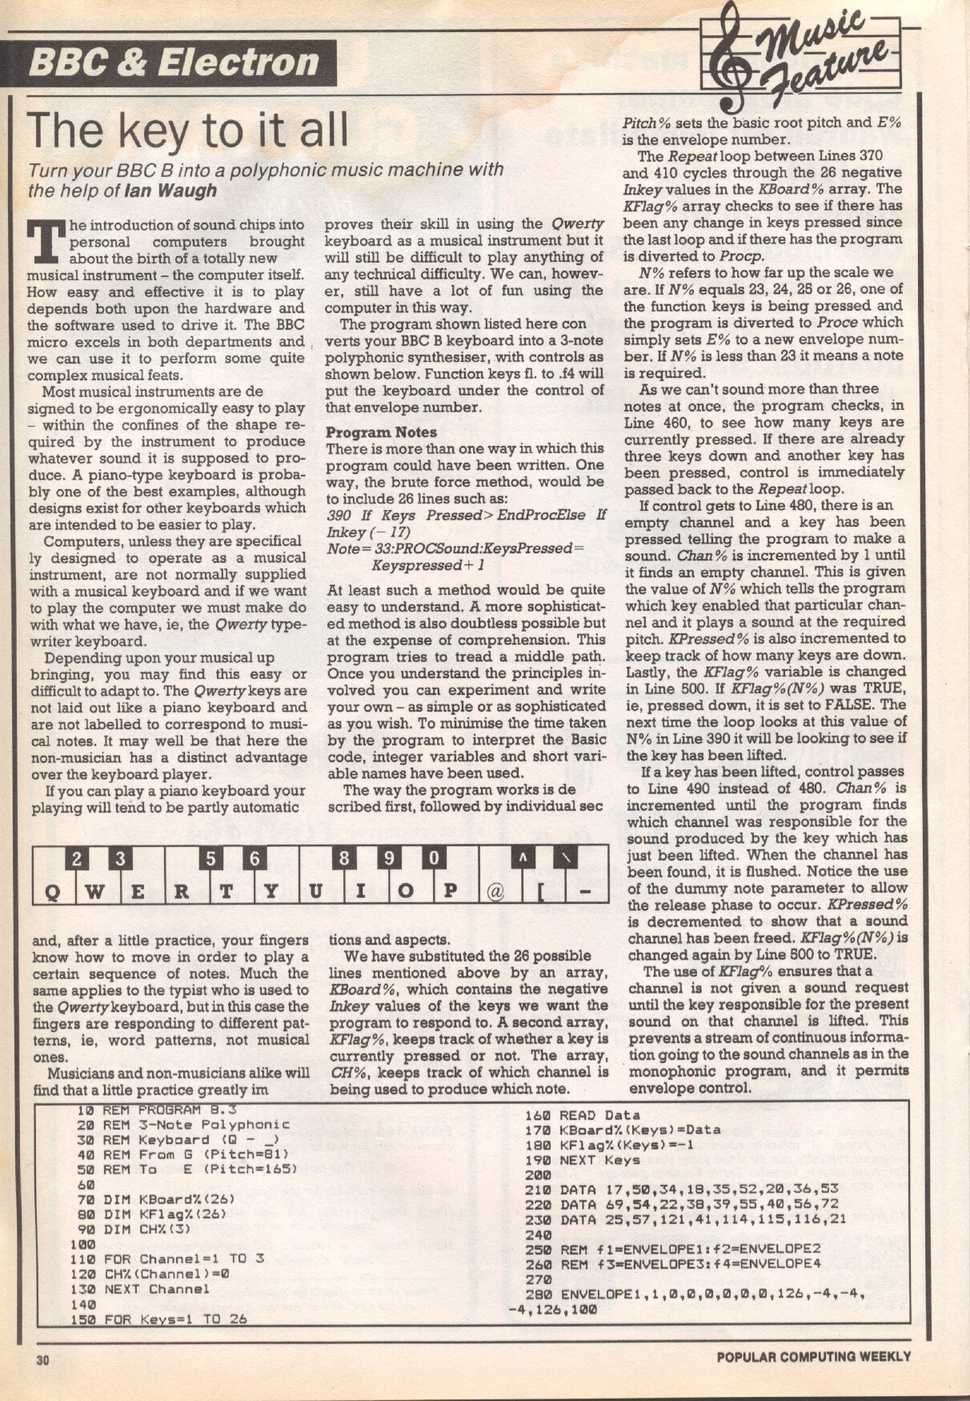 BBC & Electron
Music
Feature
The key to it all
Turn your BBC B into a polyphonic music machine with
the help of Ian Waugh
The introduction of sound chips into
personal computers brought
about the birth of a totally new
musical instrument – the computer itself.
How easy and effective it is to play
depends both upon the hardware and
the software used to drive it. The BBC
micro excels in both departments and
we can use it to perform some quite
complex musical feats.
Most musical instruments are de
signed to be ergonomically easy to play
– within the confines of the shape re-
quired by the instrument to produce
whatever sound it is supposed to pro-
duce. A piano-type keyboard is proba-
bly one of the best examples, although
designs exist for other keyboards which
are intended to be easier to play.
Computers, unless they are specifical
ly designed to operate as a musical
instrument, are not normally supplied
with a musical keyboard and if we want
to play the computer we must make do
with what we have, ie, the Qwerty type-
writer keyboard.
Depending upon your musical up
bringing, you may find this easy or
difficult to adapt to. The Qwerty keys are
not laid out like a piano keyboard and
are not labelled to correspond to musi-
cal notes. It may well be that here the
non-musician has a distinct advantage
over the keyboard player.
If you can play a piano keyboard your
playing will tend to be partly automatic
and, after a little practice, your fingers
know how to move in order to play a
certain sequence of notes. Much the
same applies to the typist who is used to
the Qwerty keyboard, but in this case the
fingers are responding to different pat-
terns, ie, word patterns, not musical
ones.
Musicians and non-musicians alike will
find that a little practice greatly im
proves their skill in using the Qwerty
keyboard as a musical instrument but it
will still be difficult to play anything of
any technical difficulty. We can, howev-
er, still have a lot of fun using the
computer in this way.
The program shown listed here con
verts your BBC B keyboard into a 3-note
polyphonic synthesiser, with controls as
shown below. Function keys fl. to .f4 will
put the keyboard under the control of
that envelope number.
Program Notes
There is more than one way in which this
program could have been written. One
way, the brute force method, would be
to include 26 lines such as:
390 If Keys Pressed> EndProcElse If
Inkey (– 17)
Note= 33:PROCSound:KeysPressed=
Keyspressed+ 1
At least such a method would be quite
easy to understand. A more sophisticat-
ed method is also doubtless possible but
at the expense of comprehension. This
program tries to tread a middle path.
Once you understand the principles in-
volved you can experiment and write
your own – as simple or as sophisticated
as you wish. To minimise the time taken
by the program to interpret the Basic
code, integer variables and short vari-
able names have been used.
The way the program works is de
scribed first, followed by individual sec
2 3 5 6 8 9 0 ^ \
Q W E R T Y U I O P @ [ –
tions and aspects.
We have substituted the 26 possible
lines mentioned above by an array,
KBoard%, which contains the negative
Inkey values of the keys we want the
program to respond to. A second array,
KFlag%, keeps track of whether a key is
currently pressed or not. The array,
CH%, keeps track of which channel is
being used to produce which note.
Pitch% sets the basic root pitch and E%
is the envelope number.
The Repeat loop between Lines 370
and 410 cycles through the 26 negative
Inkey values in the KBoard% array. The
KFlag% array checks to see if there has
been any change in keys pressed since
the last loop and if there has the program
is diverted to Procp.
N% refers to how far up the scale we
are. If N% equals 23, 24, 25 or 26, one of
the function keys is being pressed and
the program is diverted to Proce which
simply sets E% to a new envelope num-
ber. If N% is less than 23 it means a note
is required.
As we can't sound more than three
notes at once, the program checks, in
Line 460, to see how many keys are
currently pressed. If there are already
three keys down and another key has
been pressed, control is immediately
passed back to the Repeat loop.
If control gets to Line 480, there is an
empty channel and a key has been
pressed telling the program to make a
sound. Chan% is incremented by 1 until
it finds an empty channel. This is given
the value of N% which tells the program
which key enabled that particular chan-
nel and it plays a sound at the required
pitch. KPressed% is also incremented to
keep track of how many keys are down.
Lastly, the KFlag% variable is changed
in Line 500. If KFlag%(N%) was TRUE,
ie, pressed down, it is set to FALSE. The
next time the loop looks at this value of
N% in Line 390 it will be looking to see if
the key has been lifted.
If a key has been lifted, control passes
to Line 490 instead of 480. Chan% is
incremented until the program finds
which channel was responsible for the
sound produced by the key which has
just been lifted. When the channel has
been found, it is flushed. Notice the use
of the dummy note parameter to allow
the release phase to occur. KPressed%
is decremented to show that a sound
channel has been freed. KFlag%(N%) is
changed again by Line 500 to TRUE.
The use of KFlag% ensures that a
channel is not given a sound request
until the key responsible for the present
sound on that channel is lifted. This
prevents a stream of continuous informa-
tion going to the sound channels as in the
monophonic program, and it permits
envelope control.
10 REM PROGRAM 8.3
20 REM 3-Note Polyphonic
30 REM Keyboard (Q - _)
40 REM From G (Pitch=81)
50 REM To E (Pitch=165)
60
70 DIM KBoard%(26)
80 DIM KFlag%(26)
90 DIM CH%(3)
100
110 FOR Channel=1 TO 3
120 CH%(Channel)=0
130 NEXT Channel
140
150 FOR Keys=1 TO 26
160 READ Data
170 KBoard%(Keys)=Data
180 KFlag%(Keys)=-1
190 NEXT Keys
200
210 DATA 17,50,34,18,35,52,20,36,53
220 DATA 69,54,22,38,39,55,40,56,72
230 DATA 25,57,121,41,114,115,116,21
240
250 REM f1=ENVELOPE1:f2=ENVELOPE2
260 REM f3=ENVELOPE3:f4=ENVELOPE4
270
280 ENVELOPE1,1,0,0,0,0,0,0,126,-4,-4,
-4,126,100
30
POPULAR COMPUTING WEEKLY